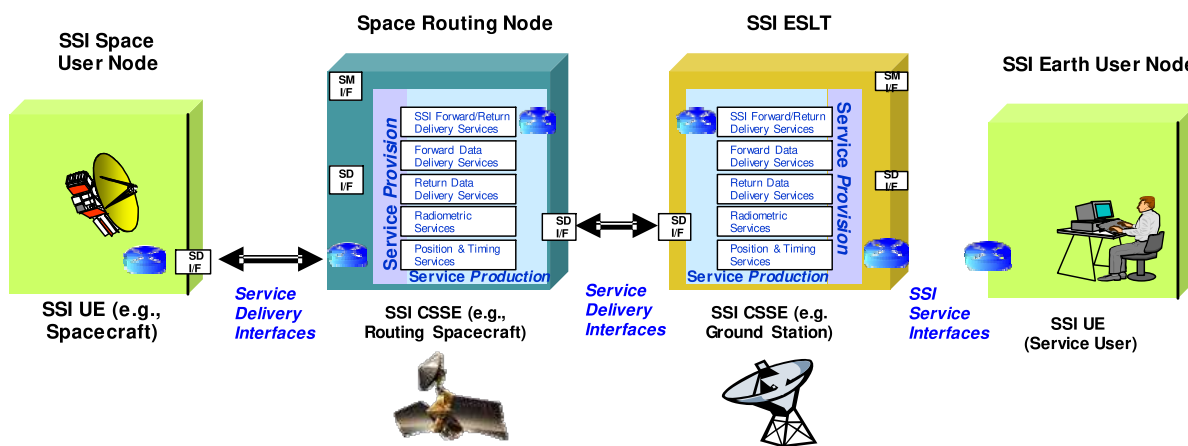 SSI Space
User Node
Space Routing Node
SSI ESLT
SSI Earth User Node
SM
I/F
SD
I/F
SD
I/F
SD
I/F
Service Provision
SSI Forward/Return
Delivery Services
Forward Data
Delivery Services
Return Data
Delivery Services
Radiometric
Services
Position & Timing
Services
Service Production
SD
I/F
SSI Forward/Return
Delivery Services
Forward Data
Delivery Services
Return Data
Delivery Services
Radiometric
Services
Position & Timing
Services
Service Production
Service Provision
SM
I/F
SD
I/F
SSI UE (e.g.,
Spacecraft)
Service
Delivery
Interfaces
SSI CSSE (e.g.,
Routing Spacecraft)
Service
Delivery
Interfaces
SSI CSSE (e.g.
Ground Station)
SSI
Service
Interfaces
SSI UE
(Service User)